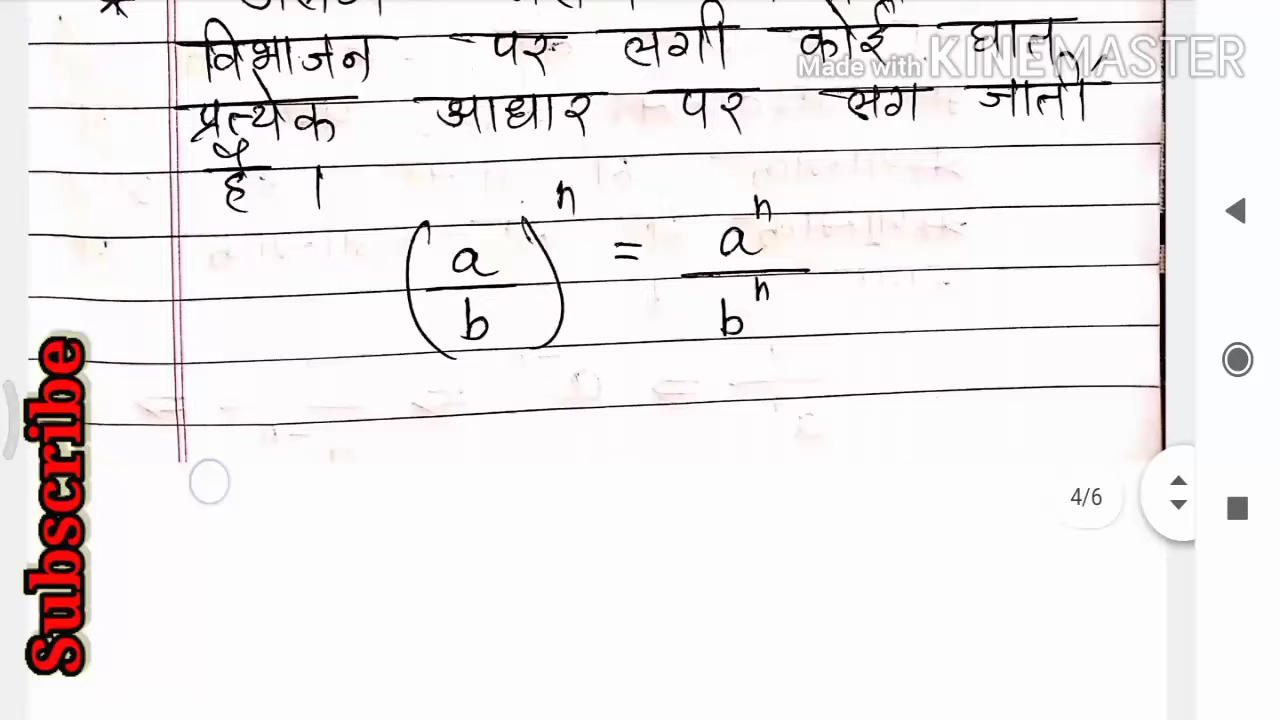 विभाजन पर लगी कोई घात,
प्रत्येक आधार पर लग जाती
है ।
(a/b)^n = a^n/b^n
Made with KINEMASTER
4/6
Subscribe